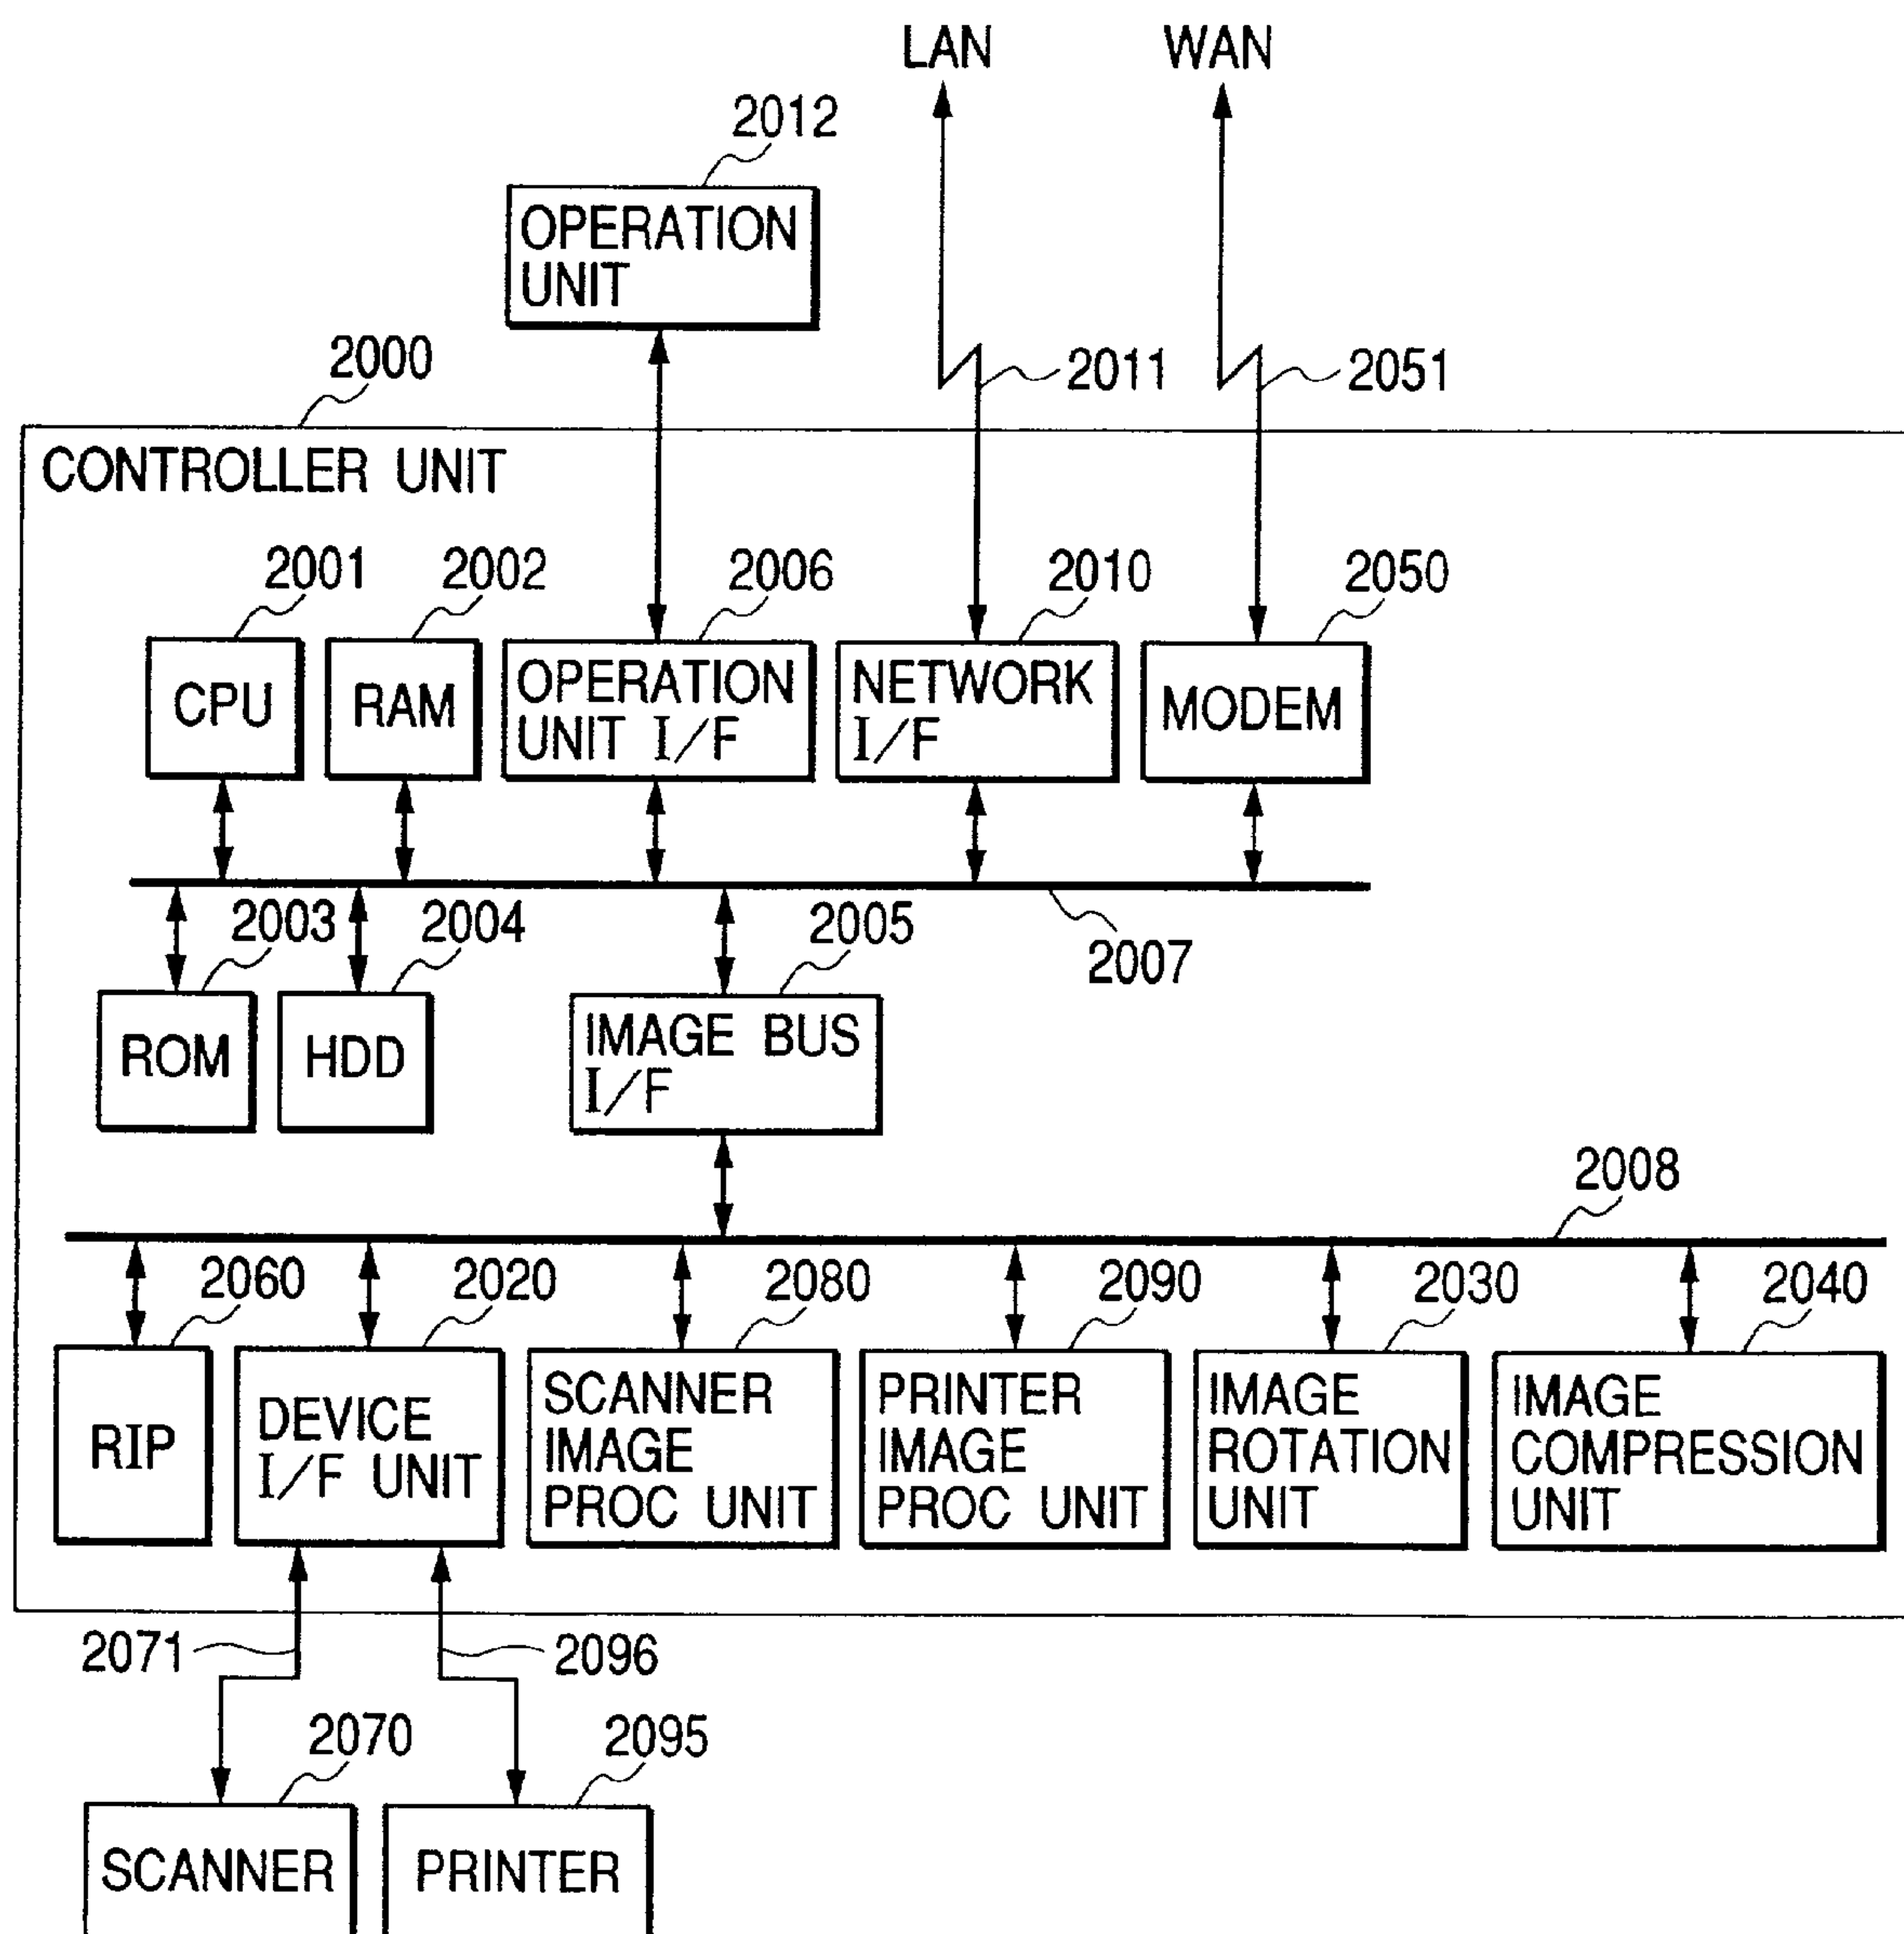 LAN
WAN
2012
OPERATION
UNIT
2000
2011
2051
CONTROLLER UNIT
2001
2002
2006
2010
2050
CPU
RAM
OPERATION
UNIT I/F
NETWORK
I/F
MODEM
2003
2004
2005
2007
ROM
HDD
IMAGE BUS
I/F
2008
2060
2020
2080
2090
2030
2040
RIP
DEVICE
I/F UNIT
SCANNER
IMAGE
PROC UNIT
PRINTER
IMAGE
PROC UNIT
IMAGE
ROTATION
UNIT
IMAGE
COMPRESSION
UNIT
2071
2096
2070
2095
SCANNER
PRINTER